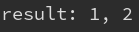 result: 1, 2